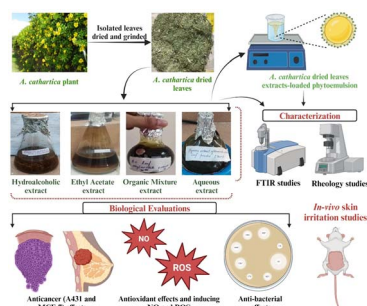 Isolated leaves
dried and grinded
A. cathartica plant
A. cathartica dried
leaves
A. cathartica dried leaves
extracts-loaded phytoemulsion
Characterization
Hydroalcoholic
extract
Ethyl Acetate
extract
Organic Mixture
extract
Aqueous
extract
FTIR studies
Rheology studies
Biological Evaluations
In-vivo skin
irritation studies
NO
ROS
Anticancer (A431 and
Antioxidant effects and inducing
Anti-bacterial